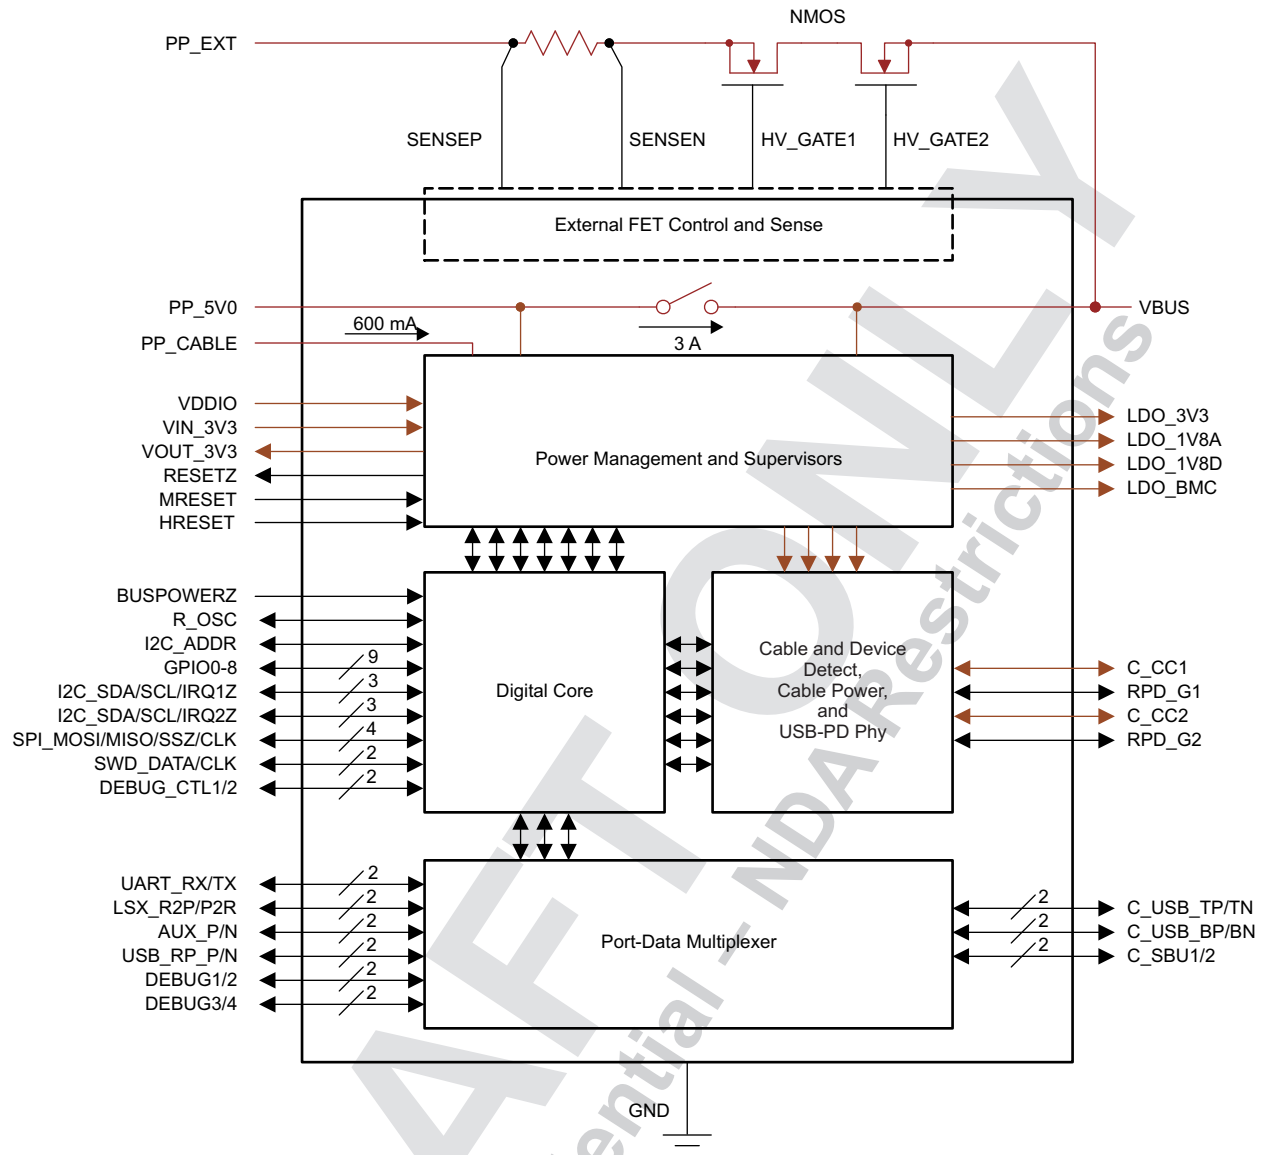 NMOS
PP_EXT
SENSEP
SENSEN
HV_GATE1
HV_GATE2
External FET Control and Sense
PP_5V0
VBUS
600 mA
3 A
PP_CABLE
VDDIO
VIN_3V3
VOUT_3V3
RESETZ
MRESET
HRESET
Power Management and Supervisors
LDO_3V3
LDO_1V8A
LDO_1V8D
LDO_BMC
BUSPOWERZ
R_OSC
I2C_ADDR
GPIO0-8
9
I2C_SDA/SCL/IRQ1Z
3
I2C_SDA/SCL/IRQ2Z
3
SPI_MOSI/MISO/SSZ/CLK
4
SWD_DATA/CLK
2
DEBUG_CTL1/2
2
Digital Core
Cable and Device
Detect,
Cable Power,
and
USB-PD Phy
C_CC1
RPD_G1
C_CC2
RPD_G2
UART_RX/TX
2
LSX_R2P/P2R
2
AUX_P/N
2
USB_RP_P/N
2
DEBUG1/2
2
DEBUG3/4
2
Port-Data Multiplexer
2
C_USB_TP/TN
2
C_USB_BP/BN
2
C_SBU1/2
GND
AFT ONLY
ential – NDA Restrictions